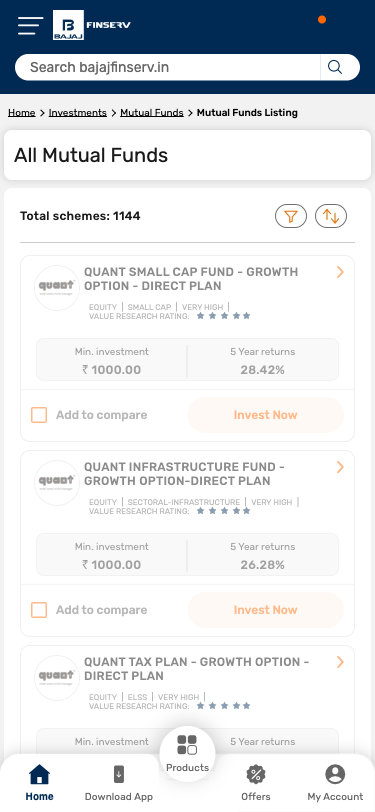 B
BAJAJ
FINSERV
Search bajajfinserv.in
Home > Investments > Mutual Funds > Mutual Funds Listing
All Mutual Funds
Total schemes: 1144
quant
QUANT SMALL CAP FUND - GROWTH
OPTION - DIRECT PLAN
EQUITY | SMALL CAP | VERY HIGH |
VALUE RESEARCH RATING: ★ ★ ★ ★ ★
Min. investment 5 Year returns
₹ 1000.00 28.42%
Add to compare Invest Now
quant
QUANT INFRASTRUCTURE FUND -
GROWTH OPTION-DIRECT PLAN
EQUITY | SECTORAL-INFRASTRUCTURE | VERY HIGH |
VALUE RESEARCH RATING: ★ ★ ★ ★ ★
Min. investment 5 Year returns
₹ 1000.00 26.28%
Add to compare Invest Now
quant
QUANT TAX PLAN - GROWTH OPTION -
DIRECT PLAN
EQUITY | ELSS | VERY HIGH |
VALUE RESEARCH RATING: ★ ★ ★ ★ ★
Min. investment 5 Year returns
Home Download App Products Offers My Account